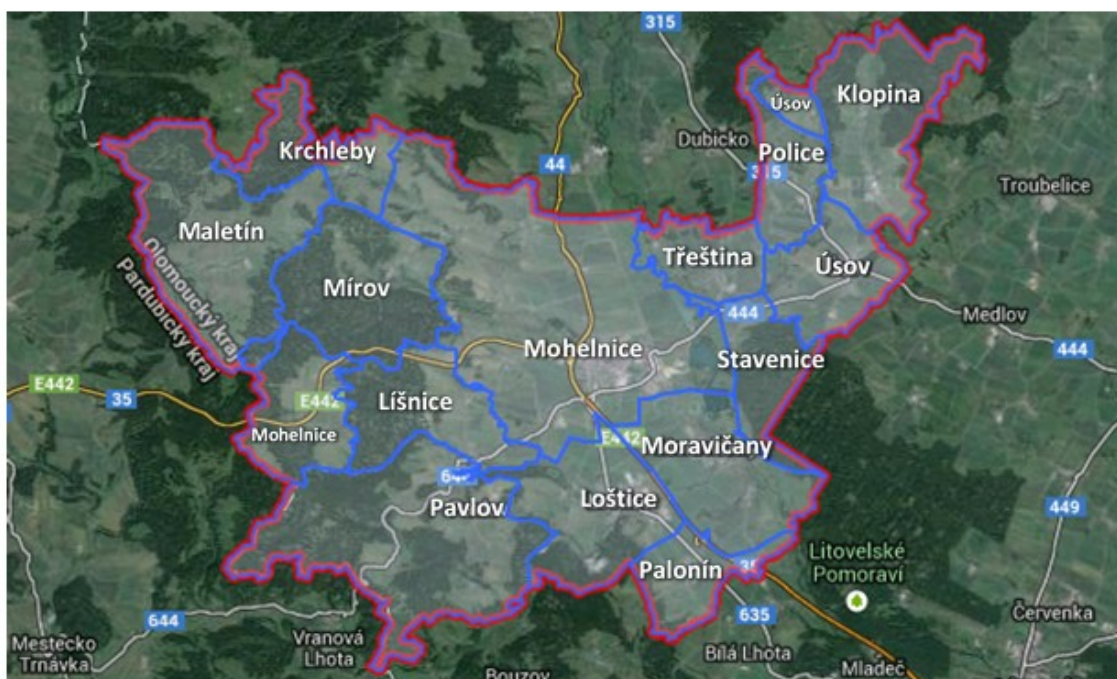 315
Klopina
Úsov
Dubicko
Krchleby
44
Police
315
Troubelice
Maletín
Třeština
Úsov
Olomoucký kraj
Pardubický kraj
Mírov
444
Medlov
Mohelnice
Stavenice
444
E442
35
E442
Líšnice
Mohelnice
E442
Moravičany
Loštice
Pavlov
449
Litovelské
Pomoraví
Palonín
35
644
Vranová
Lhota
635
Červenka
Městečko
Trnávka
Bílá Lhota
Mladeč
Bouzov